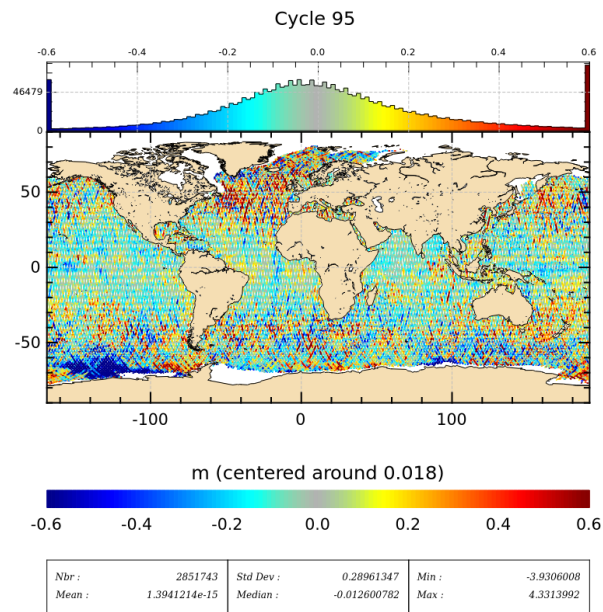 Cycle 95
-0.6 -0.4 -0.2 0.0 0.2 0.4 0.6
46479
0
50
0
-50
-100 0 100
m (centered around 0.018)
-0.6 -0.4 -0.2 0.0 0.2 0.4 0.6
Nbr : 2851743 Std Dev : 0.28961347 Min : -3.9306008
Mean : 1.3941214e-15 Median : -0.012600782 Max : 4.3313992